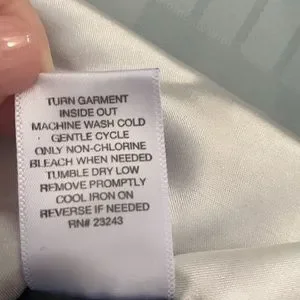 TURN GARMENT
INSIDE OUT
MACHINE WASH COLD
GENTLE CYCLE
ONLY NON-CHLORINE
BLEACH WHEN NEEDED
TUMBLE DRY LOW
REMOVE PROMPTLY
COOL IRON ON
REVERSE IF NEEDED
RN# 23243